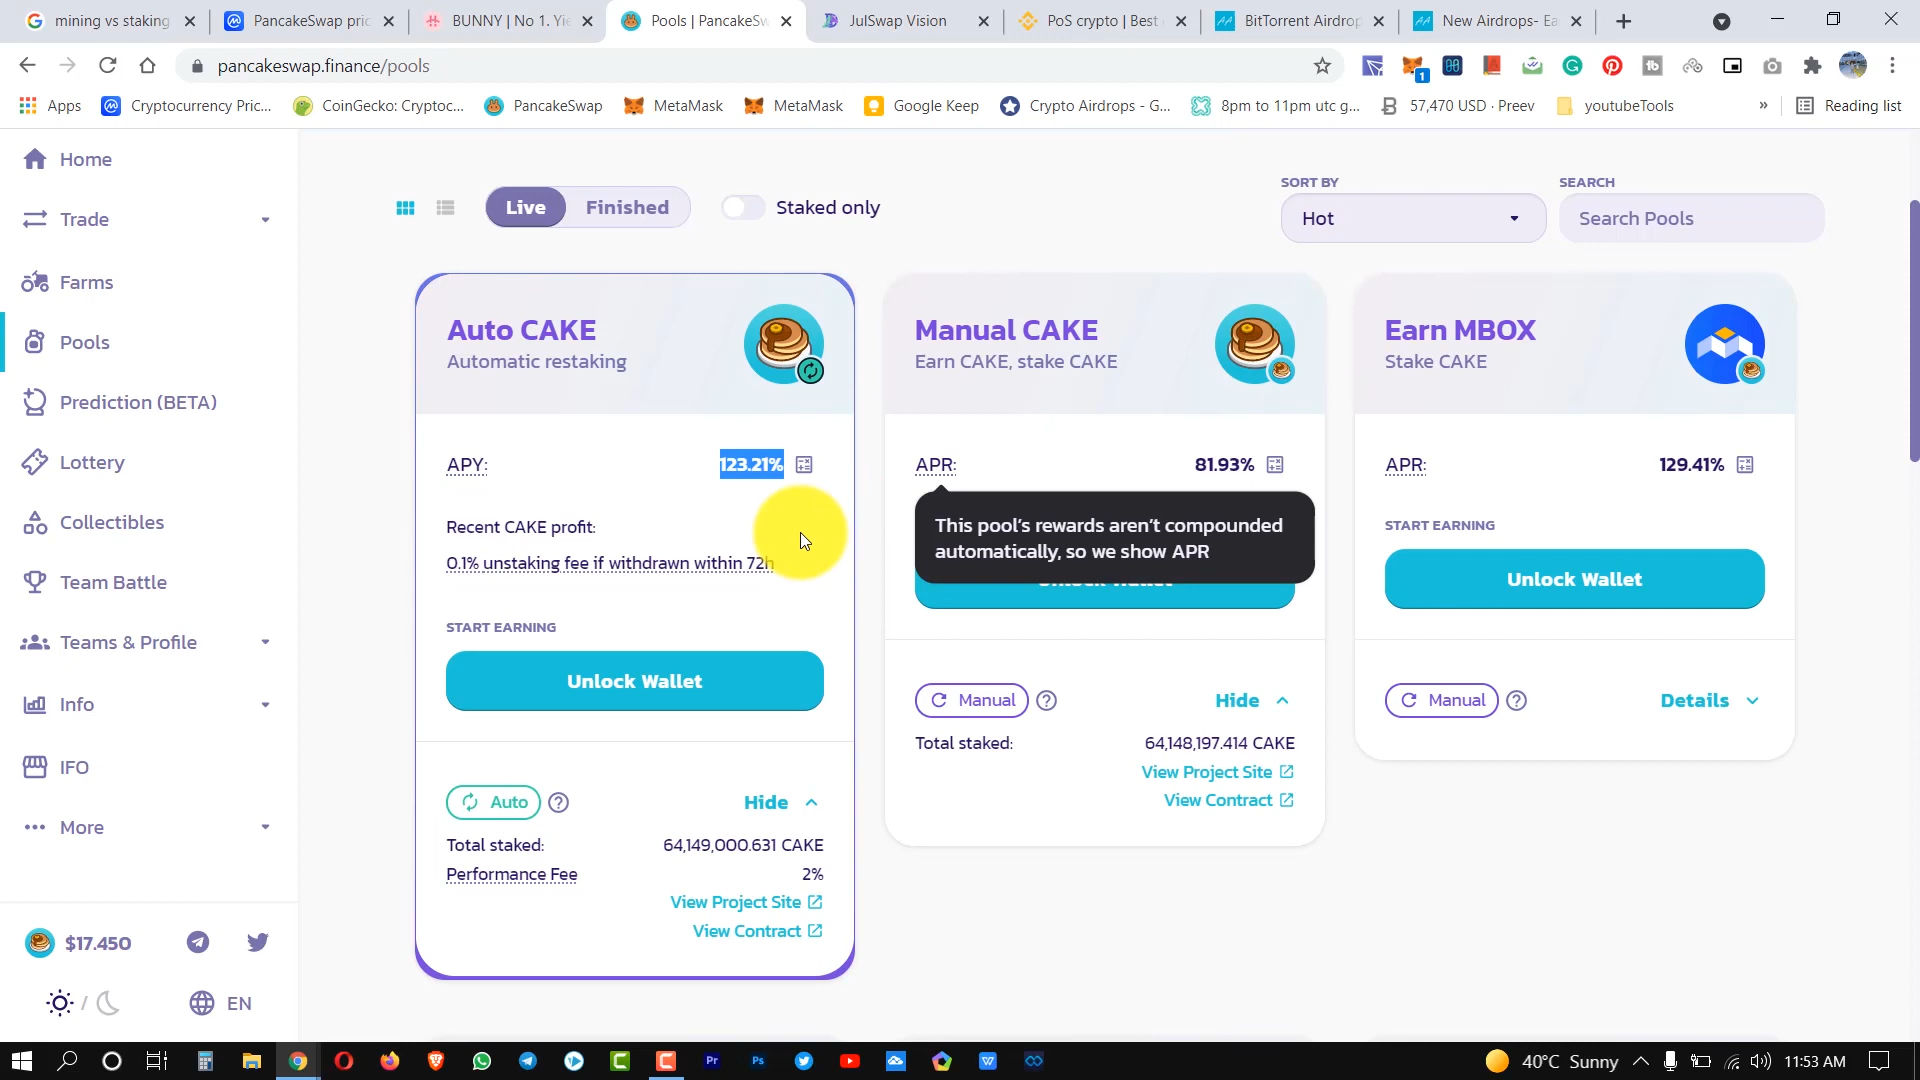 mining vs staking
PancakeSwap pric
BUNNY | No 1. Yie
Pools | PancakeSw
JulSwap Vision
PoS crypto | Best
BitTorrent Airdrop
New Airdrops- Ea
pancakeswap.finance/pools
1
Apps
Cryptocurrency Pric...
CoinGecko: Cryptoc...
PancakeSwap
MetaMask
MetaMask
Google Keep
Crypto Airdrops - G...
8pm to 11pm utc g...
57,470 USD · Preev
youtubeTools
»
Reading list
Home
Trade
Farms
Pools
Prediction (BETA)
Lottery
Collectibles
Team Battle
Teams & Profile
Info
IFO
More
$17.450
EN
Live
Finished
Staked only
SORT BY
Hot
SEARCH
Search Pools
Auto CAKE
Automatic restaking
APY:
123.21%
Recent CAKE profit:
0.1% unstaking fee if withdrawn within 72h
START EARNING
Unlock Wallet
Auto
Hide
Total staked:
64,149,000.631 CAKE
Performance Fee
2%
View Project Site
View Contract
Manual CAKE
Earn CAKE, stake CAKE
APR:
81.93%
This pool's rewards aren't compounded
automatically, so we show APR
Manual
Hide
Total staked:
64,148,197.414 CAKE
View Project Site
View Contract
Earn MBOX
Stake CAKE
APR:
129.41%
START EARNING
Unlock Wallet
Manual
Details
40°C Sunny
11:53 AM